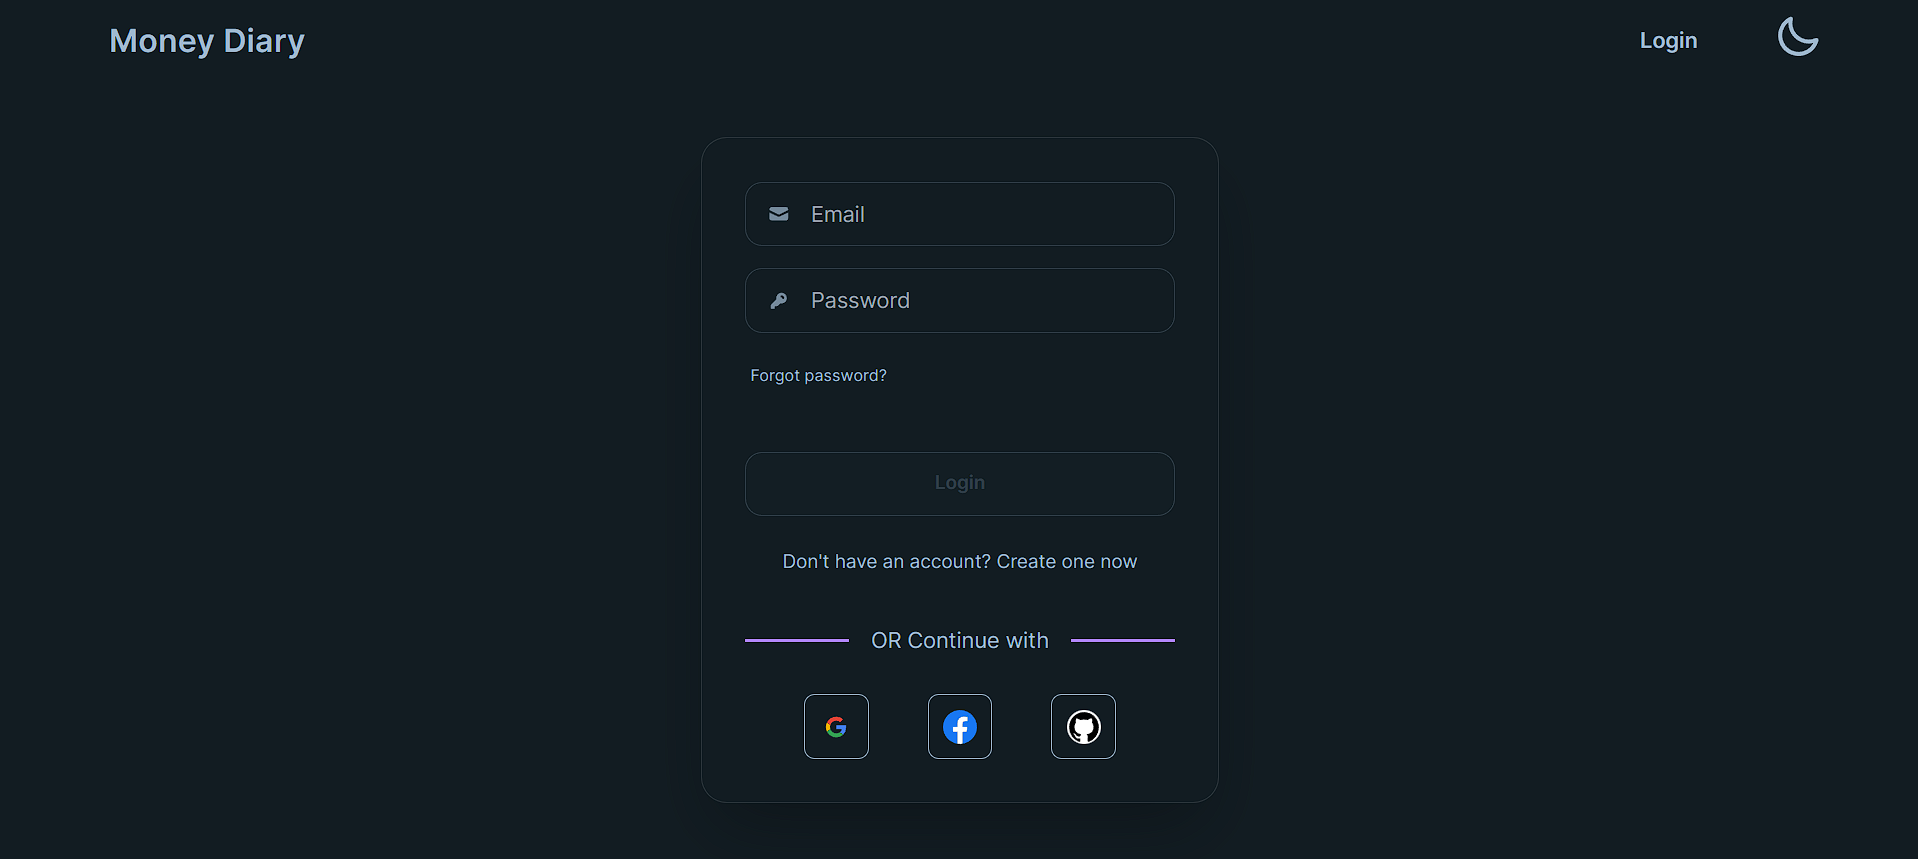 Money Diary
Login
Email
Password
Forgot password?
Login
Don't have an account? Create one now
OR Continue with